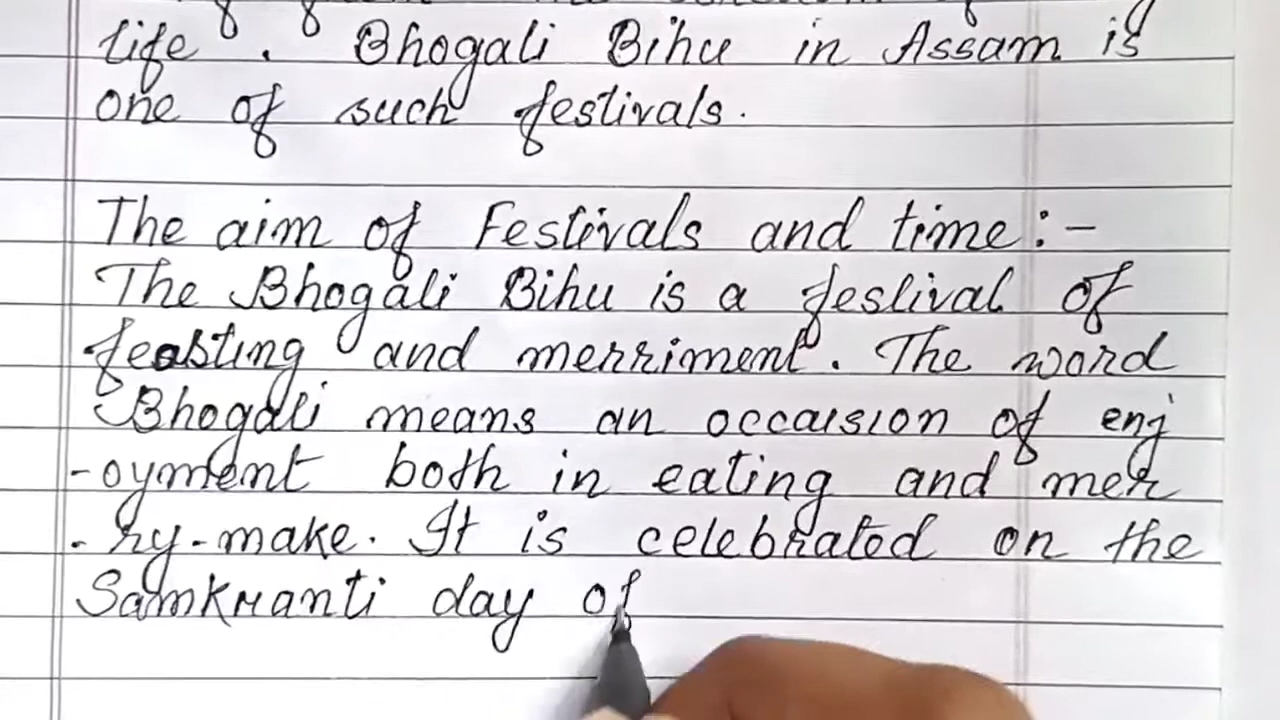 life. Bhogali Bihu in Assam is
one of such festivals.
The aim of Festivals and time:-
The Bhogali Bihu is a festival of
feasting and merriment. The word
Bhogali means an occaision of enj
-oyment both in eating and mer
-ry-make. It is celebrated on the
Samkranti day of